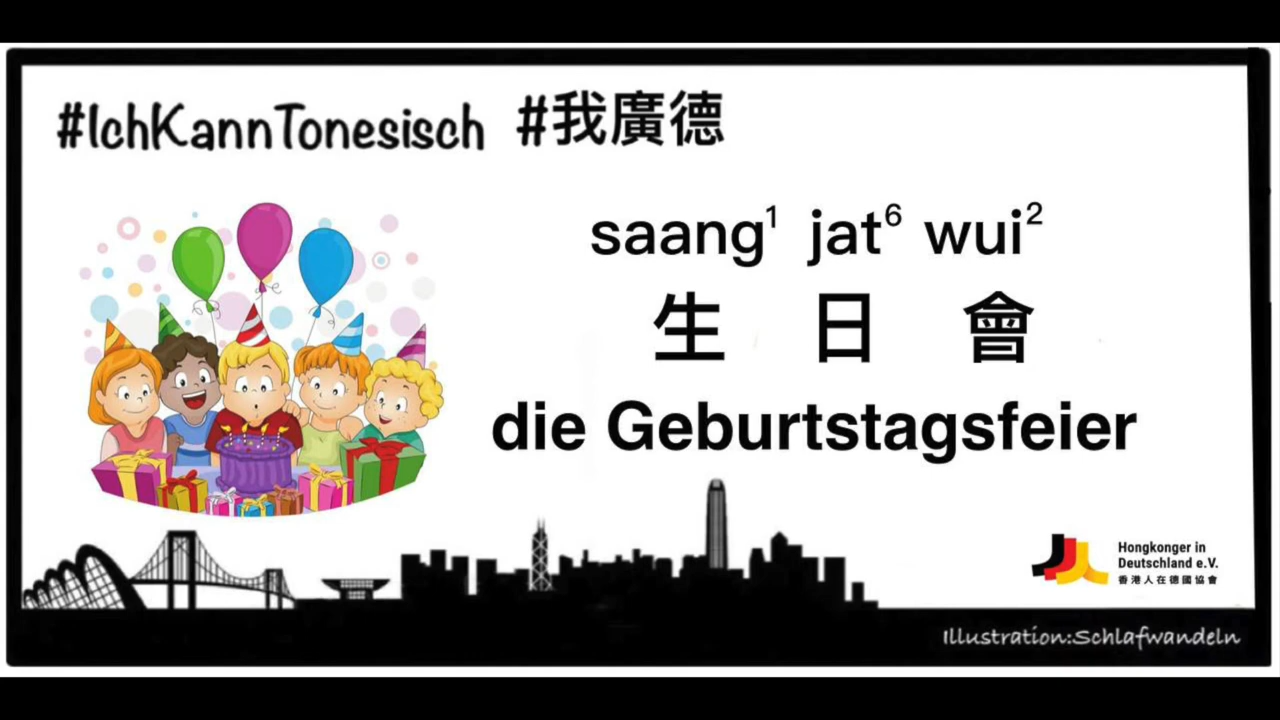 #IchKannTonesisch #我廣德
saang¹ jat⁶ wui²
生 日 會
die Geburtstagsfeier
Hongkonger in
Deutschland e.V.
香港人在德國協會
Illustration:Schlafwandeln